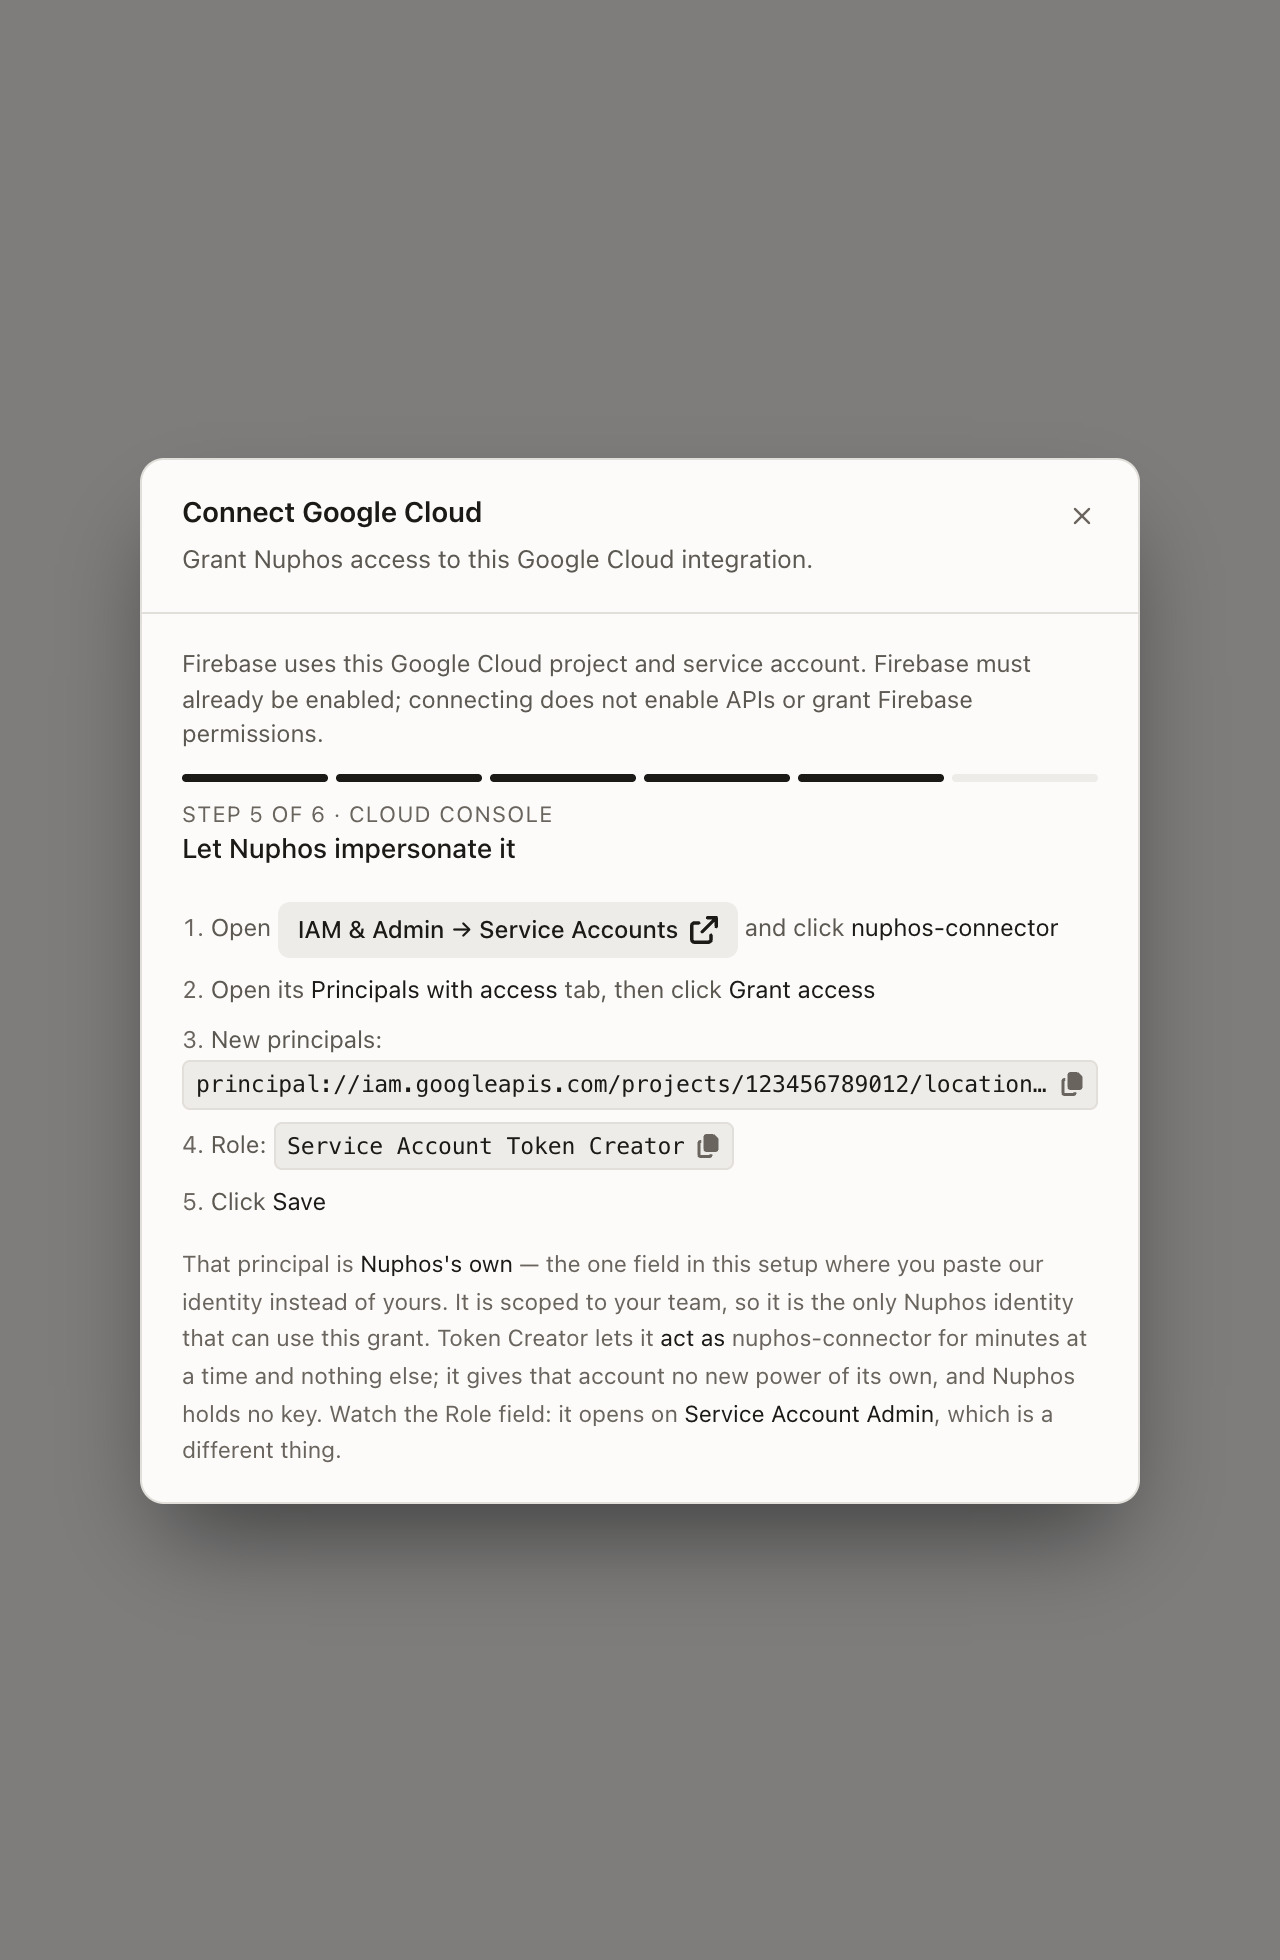 Connect Google Cloud
Grant Nuphos access to this Google Cloud integration.
Firebase uses this Google Cloud project and service account. Firebase must
already be enabled; connecting does not enable APIs or grant Firebase
permissions.
STEP 5 OF 6 · CLOUD CONSOLE
Let Nuphos impersonate it
1. Open IAM & Admin → Service Accounts and click nuphos-connector
2. Open its Principals with access tab, then click Grant access
3. New principals:
principal://iam.googleapis.com/projects/123456789012/location…
4. Role: Service Account Token Creator
5. Click Save
That principal is Nuphos's own — the one field in this setup where you paste our
identity instead of yours. It is scoped to your team, so it is the only Nuphos identity
that can use this grant. Token Creator lets it act as nuphos-connector for minutes at
a time and nothing else; it gives that account no new power of its own, and Nuphos
holds no key. Watch the Role field: it opens on Service Account Admin, which is a
different thing.